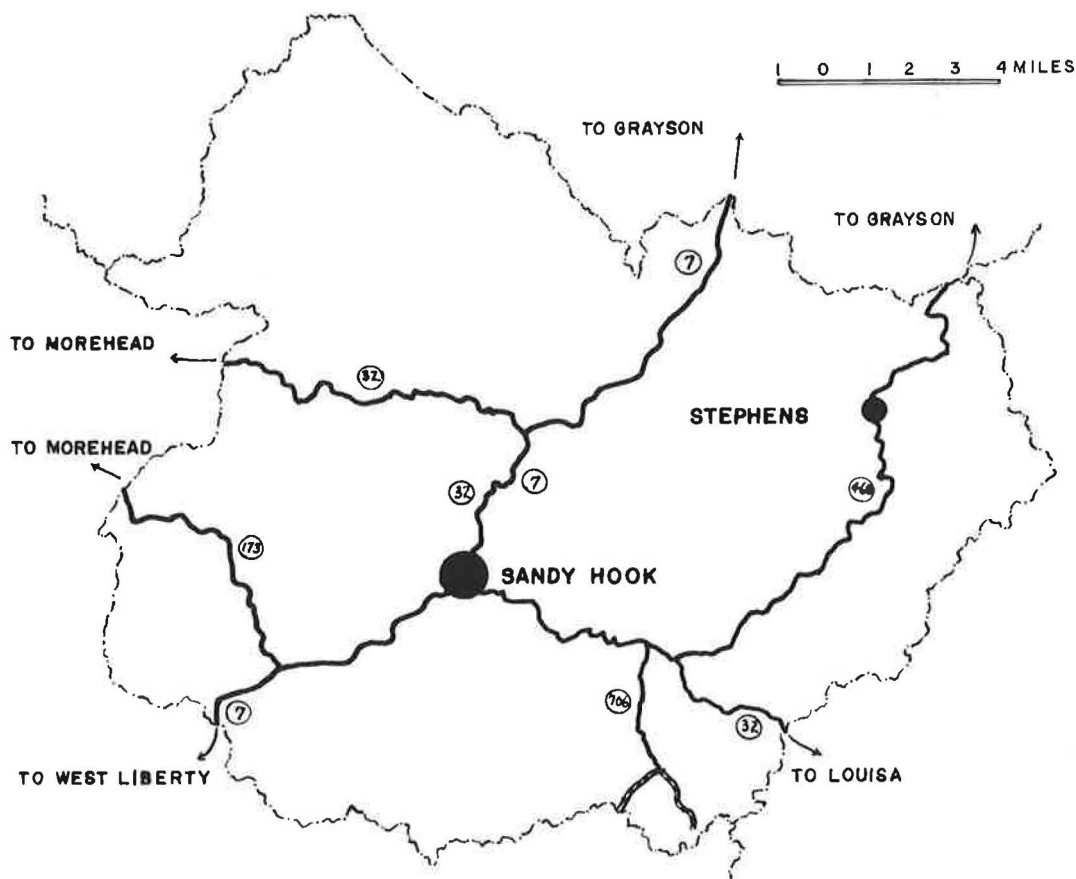 1 0 1 2 3 4 MILES
TO GRAYSON
TO GRAYSON
7
TO MOREHEAD
32
STEPHENS
TO MOREHEAD
32
7
468
173
SANDY HOOK
706
7
32
TO WEST LIBERTY
TO LOUISA